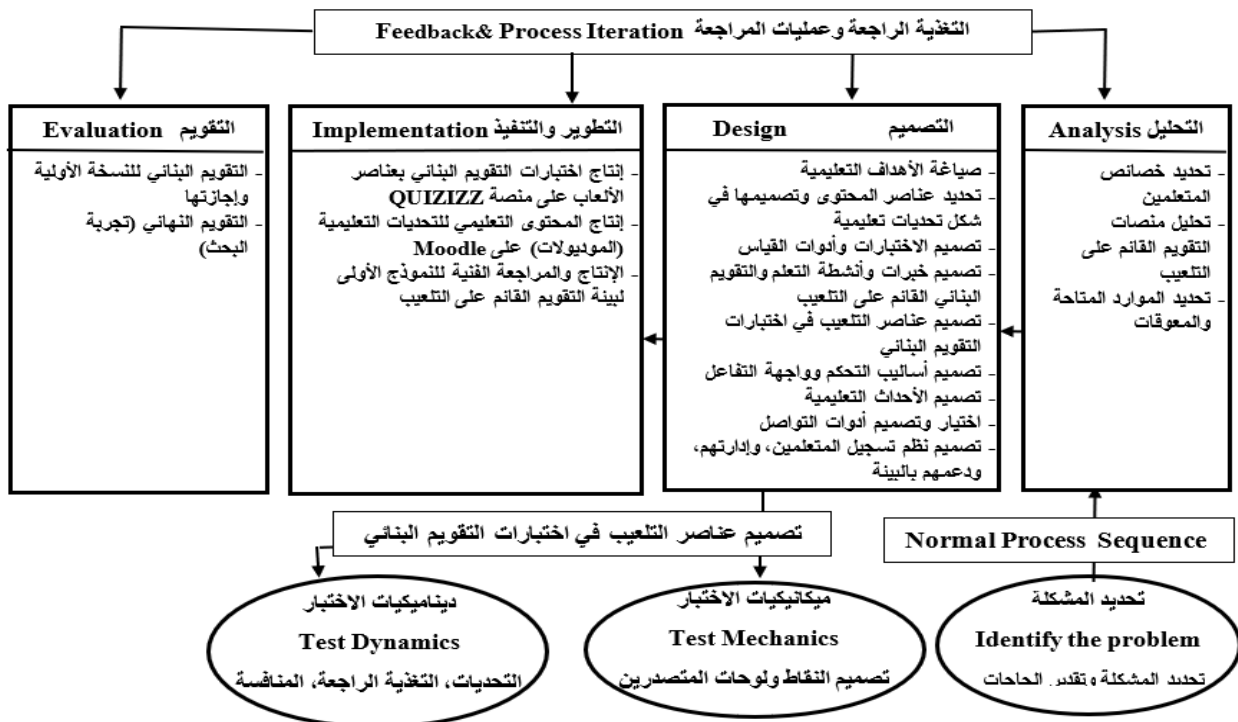 التغذية الراجعة وعمليات المراجعة Feedback& Process Iteration
التحليل Analysis
- تحديد خصائص
المتعلمين
- تحليل منصات
التقويم القائم على
التلعيب
- تحديد الموارد المتاحة
والمعوقات
التصميم Design
- صياغة الأهداف التعليمية
- تحديد عناصر المحتوى وتصميمها في
شكل تحديات تعليمية
- تصميم الاختبارات وأدوات القياس
- تصميم خبرات وأنشطة التعلم والتقويم
البنائي القائم على التلعيب
- تصميم عناصر التلعيب في اختبارات
التقويم البنائي
- تصميم أساليب التحكم وواجهة التفاعل
- تصميم الأحداث التعليمية
- اختيار وتصميم أدوات التواصل
- تصميم نظم تسجيل المتعلمين، وإدارتهم،
ودعمهم بالبيئة
التطوير والتنفيذ Implementation
- إنتاج اختبارات التقويم البنائي بعناصر
الألعاب على منصة QUIZIZZ
- إنتاج المحتوى التعليمي للتحديات التعليمية
(الموديولات) على Moodle
- الإنتاج والمراجعة الفنية للنموذج الأولى
لبيئة التقويم القائم على التلعيب
التقويم Evaluation
- التقويم البنائي للنسخة الأولية
وإجازتها
- التقويم النهائي (تجربة
البحث)
Normal Process Sequence
تصميم عناصر التلعيب في اختبارات التقويم البنائي
تحديد المشكلة
Identify the problem
تحديد المشكلة وتقدير الحاجات
ميكانيكيات الاختبار
Test Mechanics
تصميم النقاط ولوحات المتصدرين
ديناميكيات الاختبار
Test Dynamics
التحديات، التغذية الراجعة، المنافسة